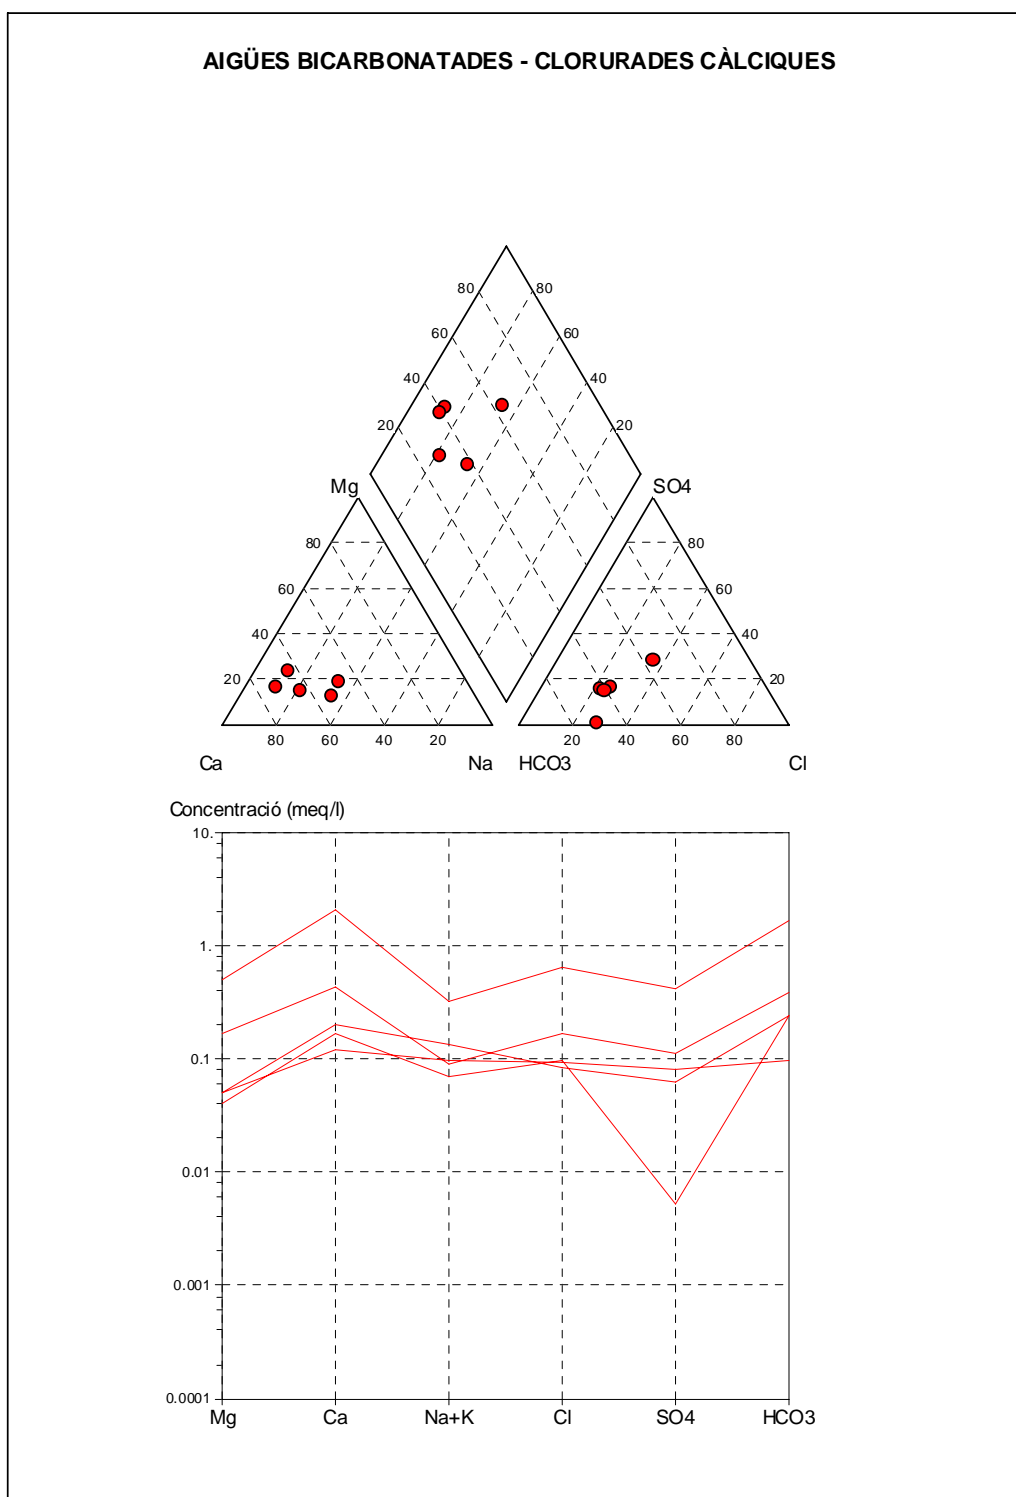 AIGÜES BICARBONATADES - CLORURADES CÀLCIQUES
80 80
60 60
40 40
20 20
Mg SO4
80 80
60 60
40 40
20 20
80 60 40 20 20 40 60 80
Ca Na HCO3 Cl
Concentració (meq/l)
10.
1.
0.1
0.01
0.001
0.0001
Mg Ca Na+K Cl SO4 HCO3